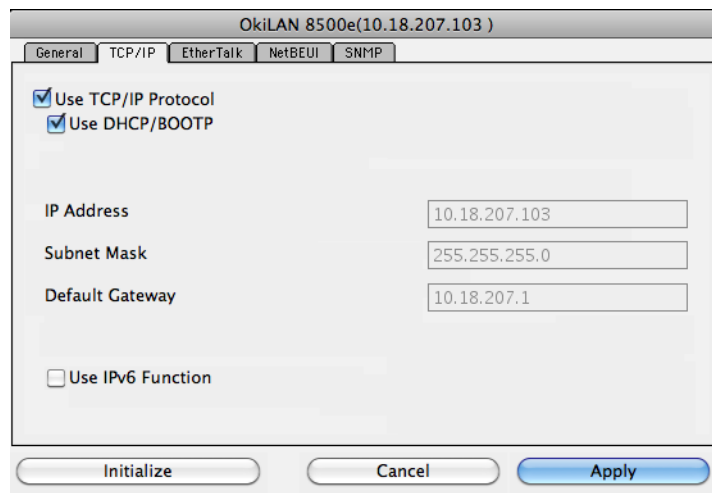 OkiLAN 8500e(10.18.207.103 )
General TCP/IP EtherTalk NetBEUI SNMP
Use TCP/IP Protocol
Use DHCP/BOOTP
IP Address 10.18.207.103
Subnet Mask 255.255.255.0
Default Gateway 10.18.207.1
Use IPv6 Function
Initialize Cancel Apply